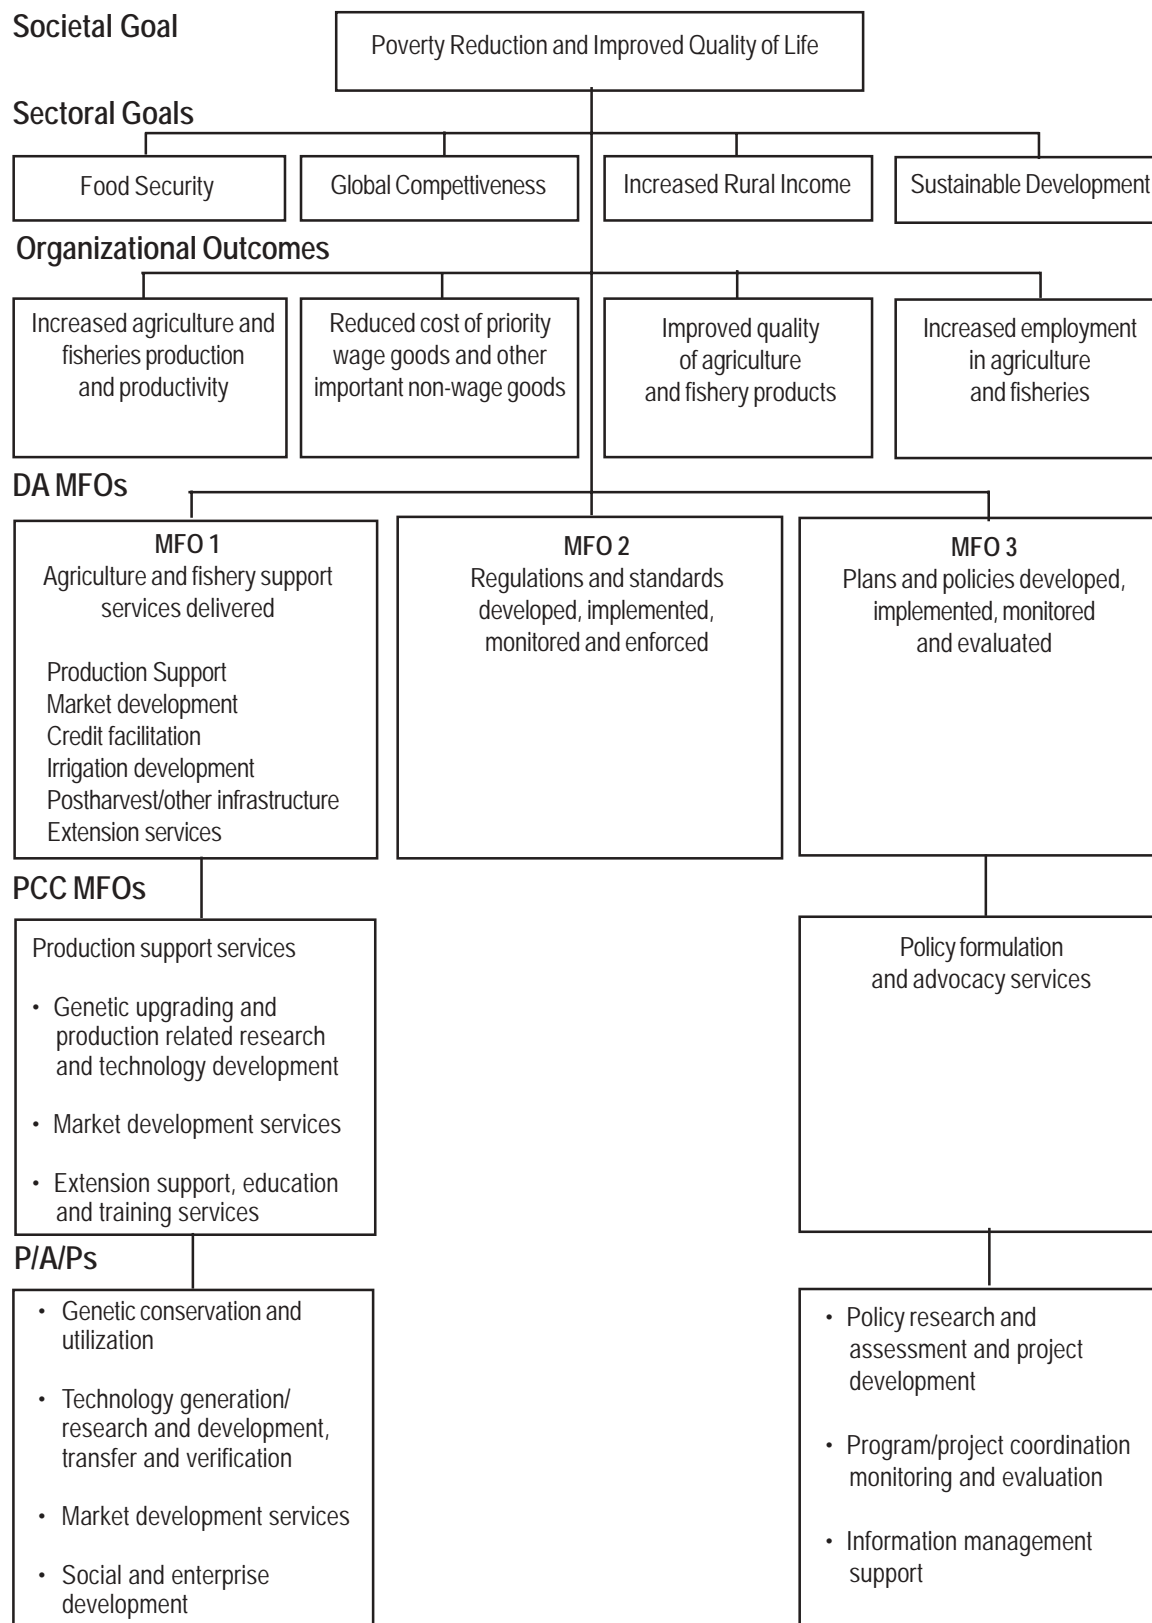 Societal Goal
Poverty Reduction and Improved Quality of Life
Sectoral Goals
Food Security
Global Compettiveness
Increased Rural Income
Sustainable Development
Organizational Outcomes
Increased agriculture and
fisheries production
and productivity
Reduced cost of priority
wage goods and other
important non-wage goods
Improved quality
of agriculture
and fishery products
Increased employment
in agriculture
and fisheries
DA MFOs
MFO 1
Agriculture and fishery support
services delivered
Production Support
Market development
Credit facilitation
Irrigation development
Postharvest/other infrastructure
Extension services
MFO 2
Regulations and standards
developed, implemented,
monitored and enforced
MFO 3
Plans and policies developed,
implemented, monitored
and evaluated
PCC MFOs
Production support services
• Genetic upgrading and
production related research
and technology development
• Market development services
• Extension support, education
and training services
Policy formulation
and advocacy services
P/A/Ps
• Genetic conservation and
utilization
• Technology generation/
research and development,
transfer and verification
• Market development services
• Social and enterprise
development
• Policy research and
assessment and project
development
• Program/project coordination
monitoring and evaluation
• Information management
support